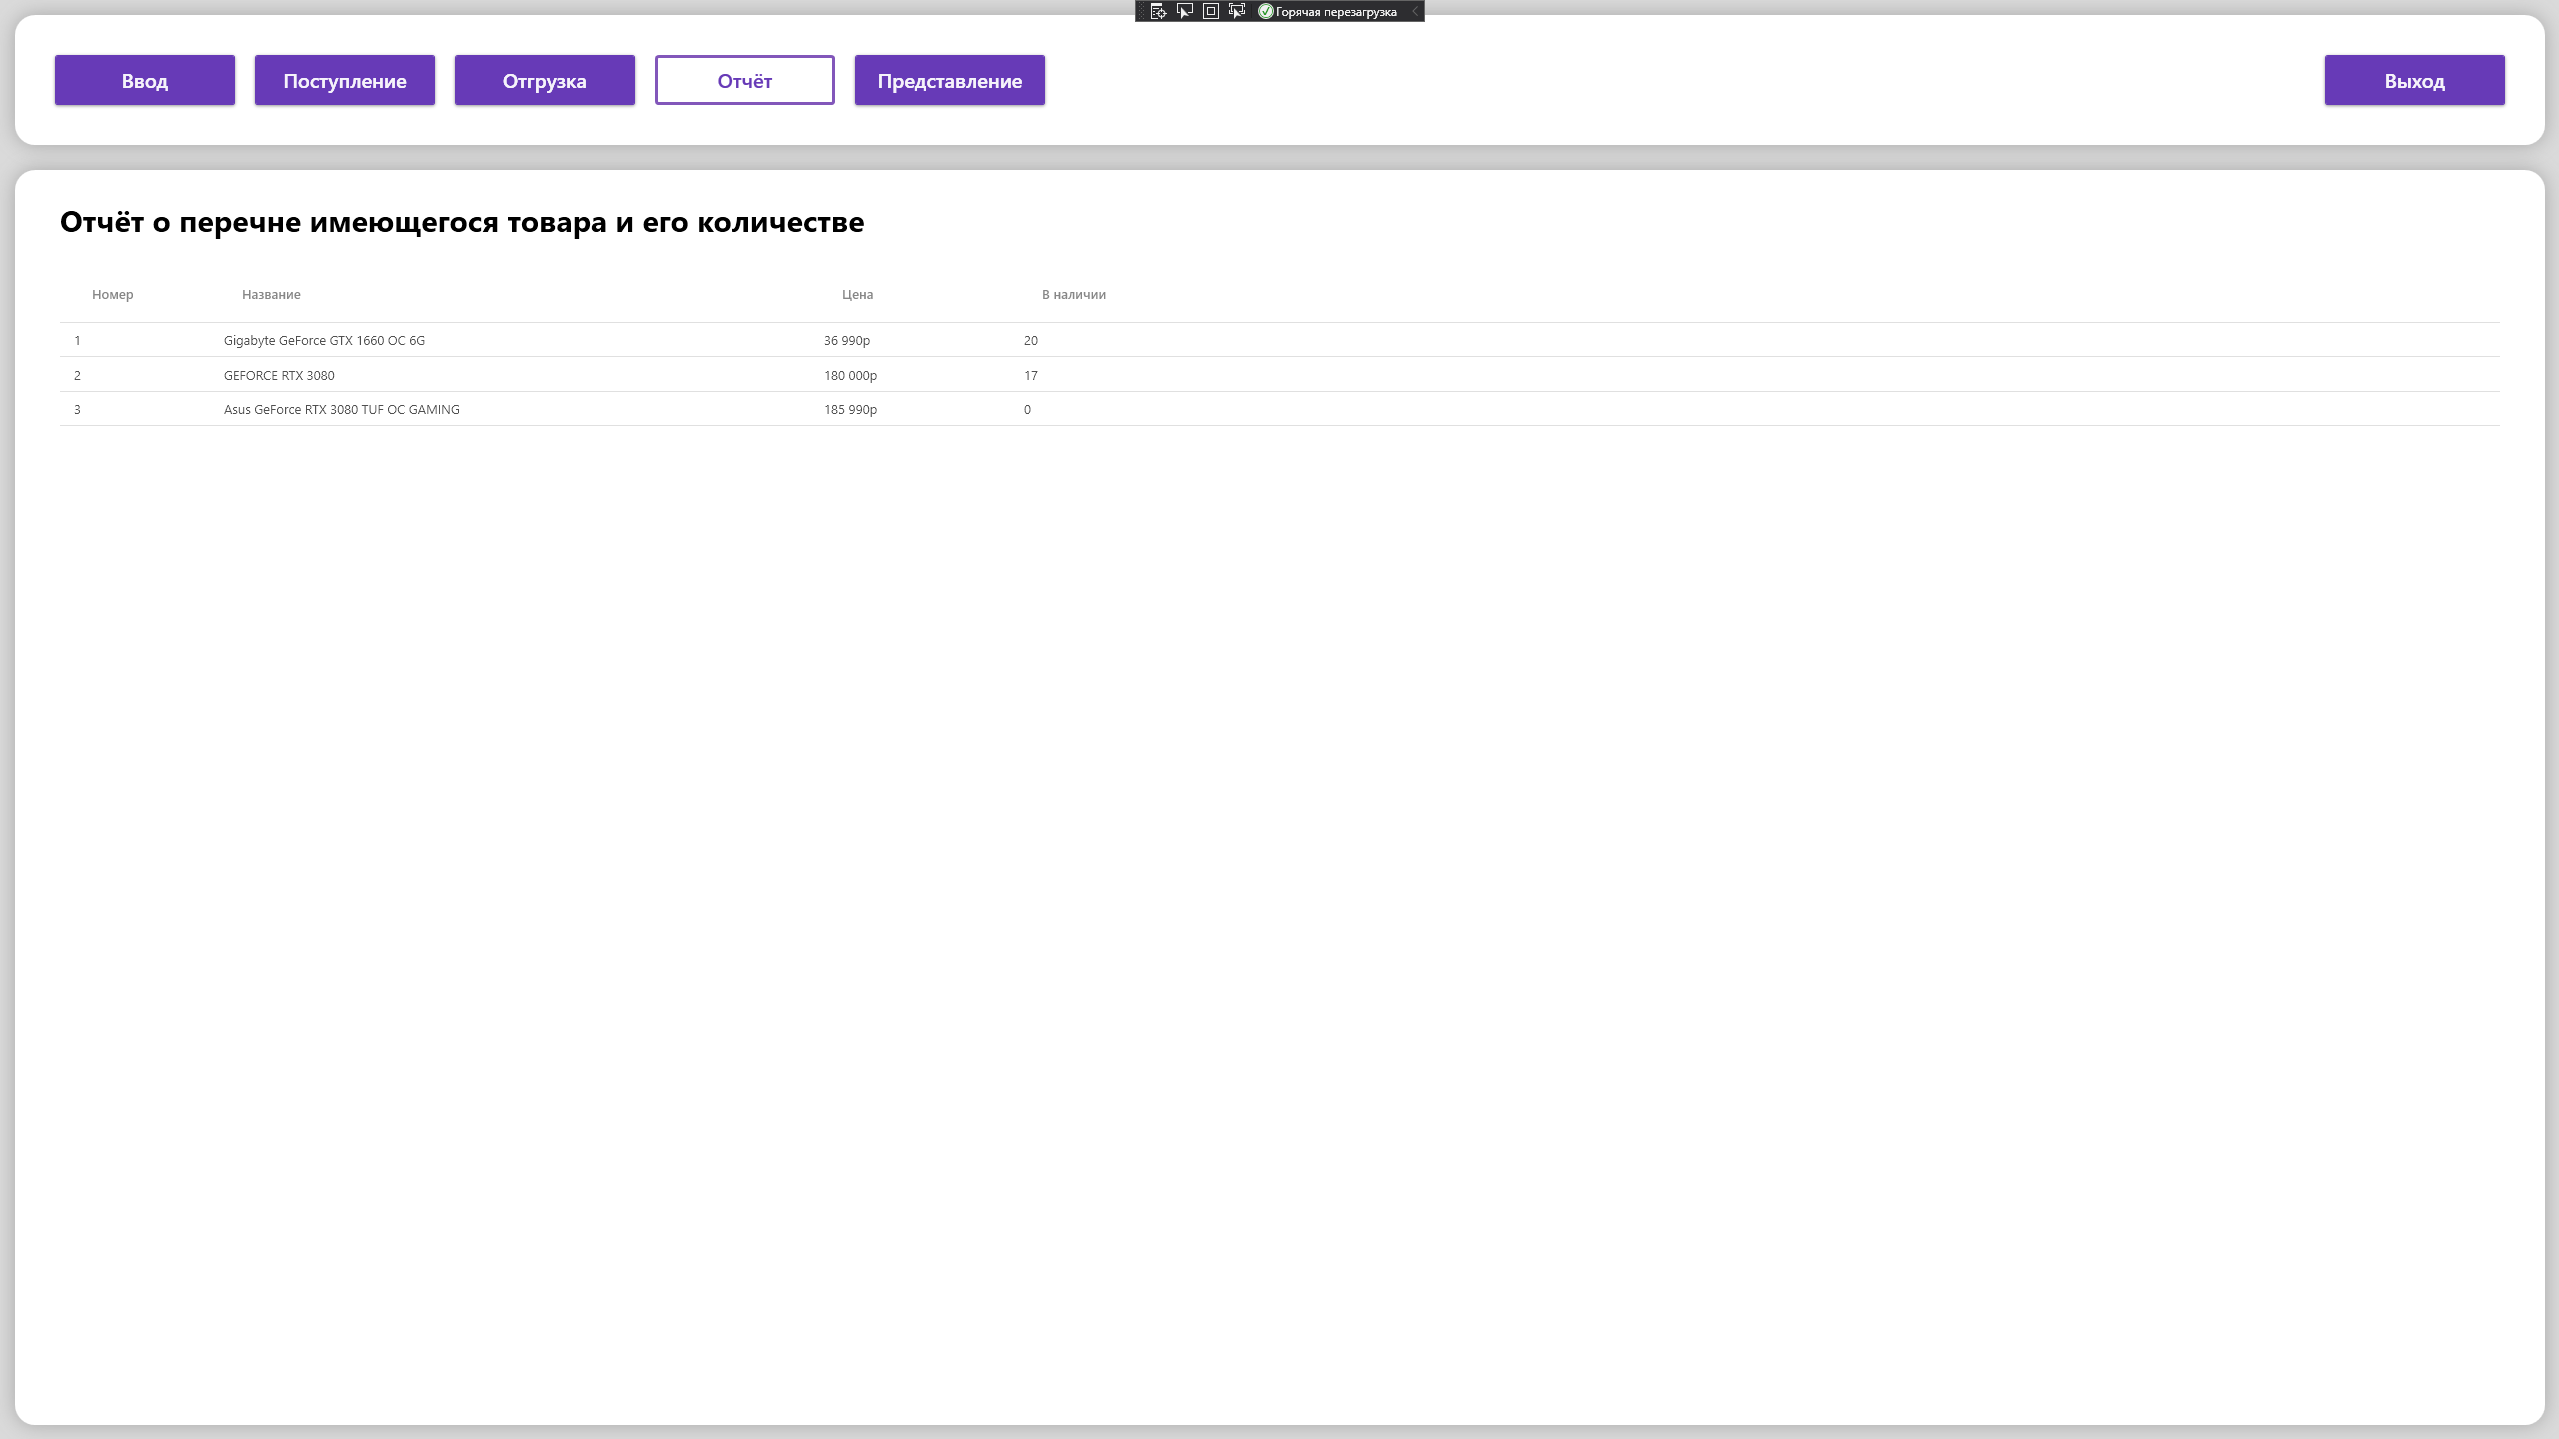 Горячая перезагрузка
Ввод Поступление Отгрузка Отчёт Представление Выход
Отчёт о перечне имеющегося товара и его количестве
Номер Название Цена В наличии
1 Gigabyte GeForce GTX 1660 OC 6G 36 990р 20
2 GEFORCE RTX 3080 180 000р 17
3 Asus GeForce RTX 3080 TUF OC GAMING 185 990р 0